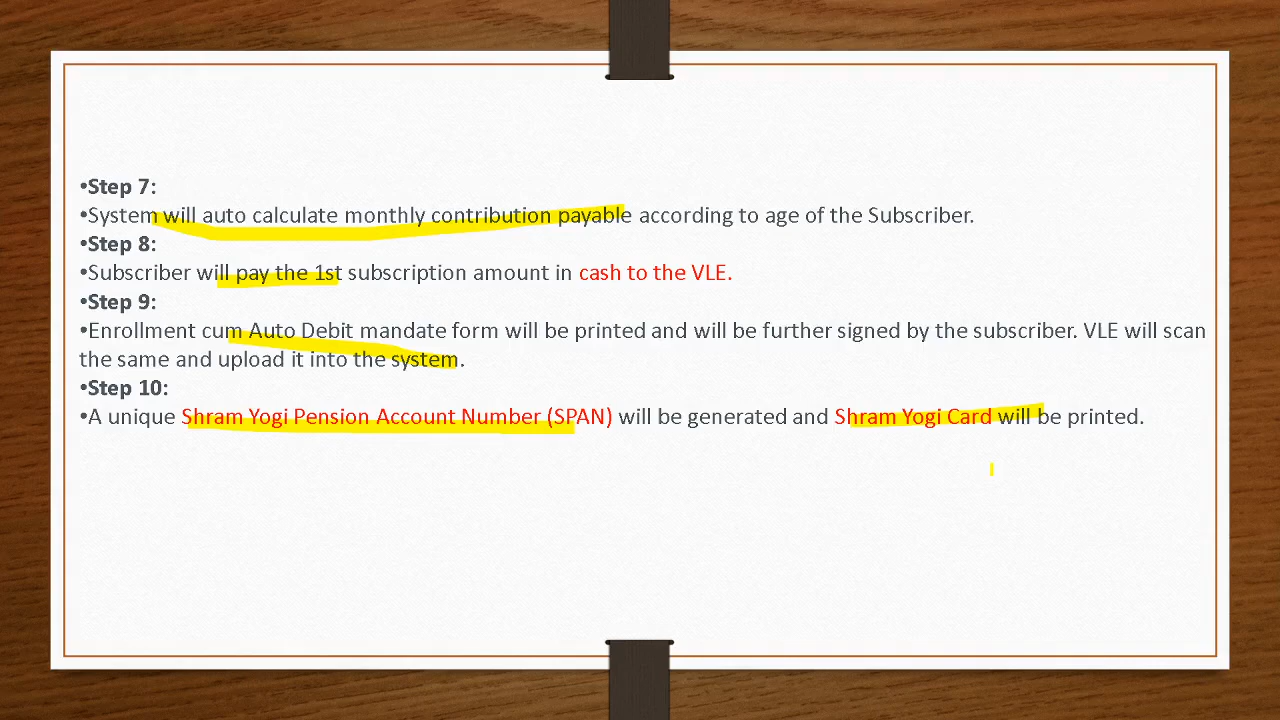 •Step 7:
•System will auto calculate monthly contribution payable according to age of the Subscriber.
•Step 8:
•Subscriber will pay the 1st subscription amount in cash to the VLE.
•Step 9:
•Enrollment cum Auto Debit mandate form will be printed and will be further signed by the subscriber. VLE will scan
the same and upload it into the system.
•Step 10:
•A unique Shram Yogi Pension Account Number (SPAN) will be generated and Shram Yogi Card will be printed.